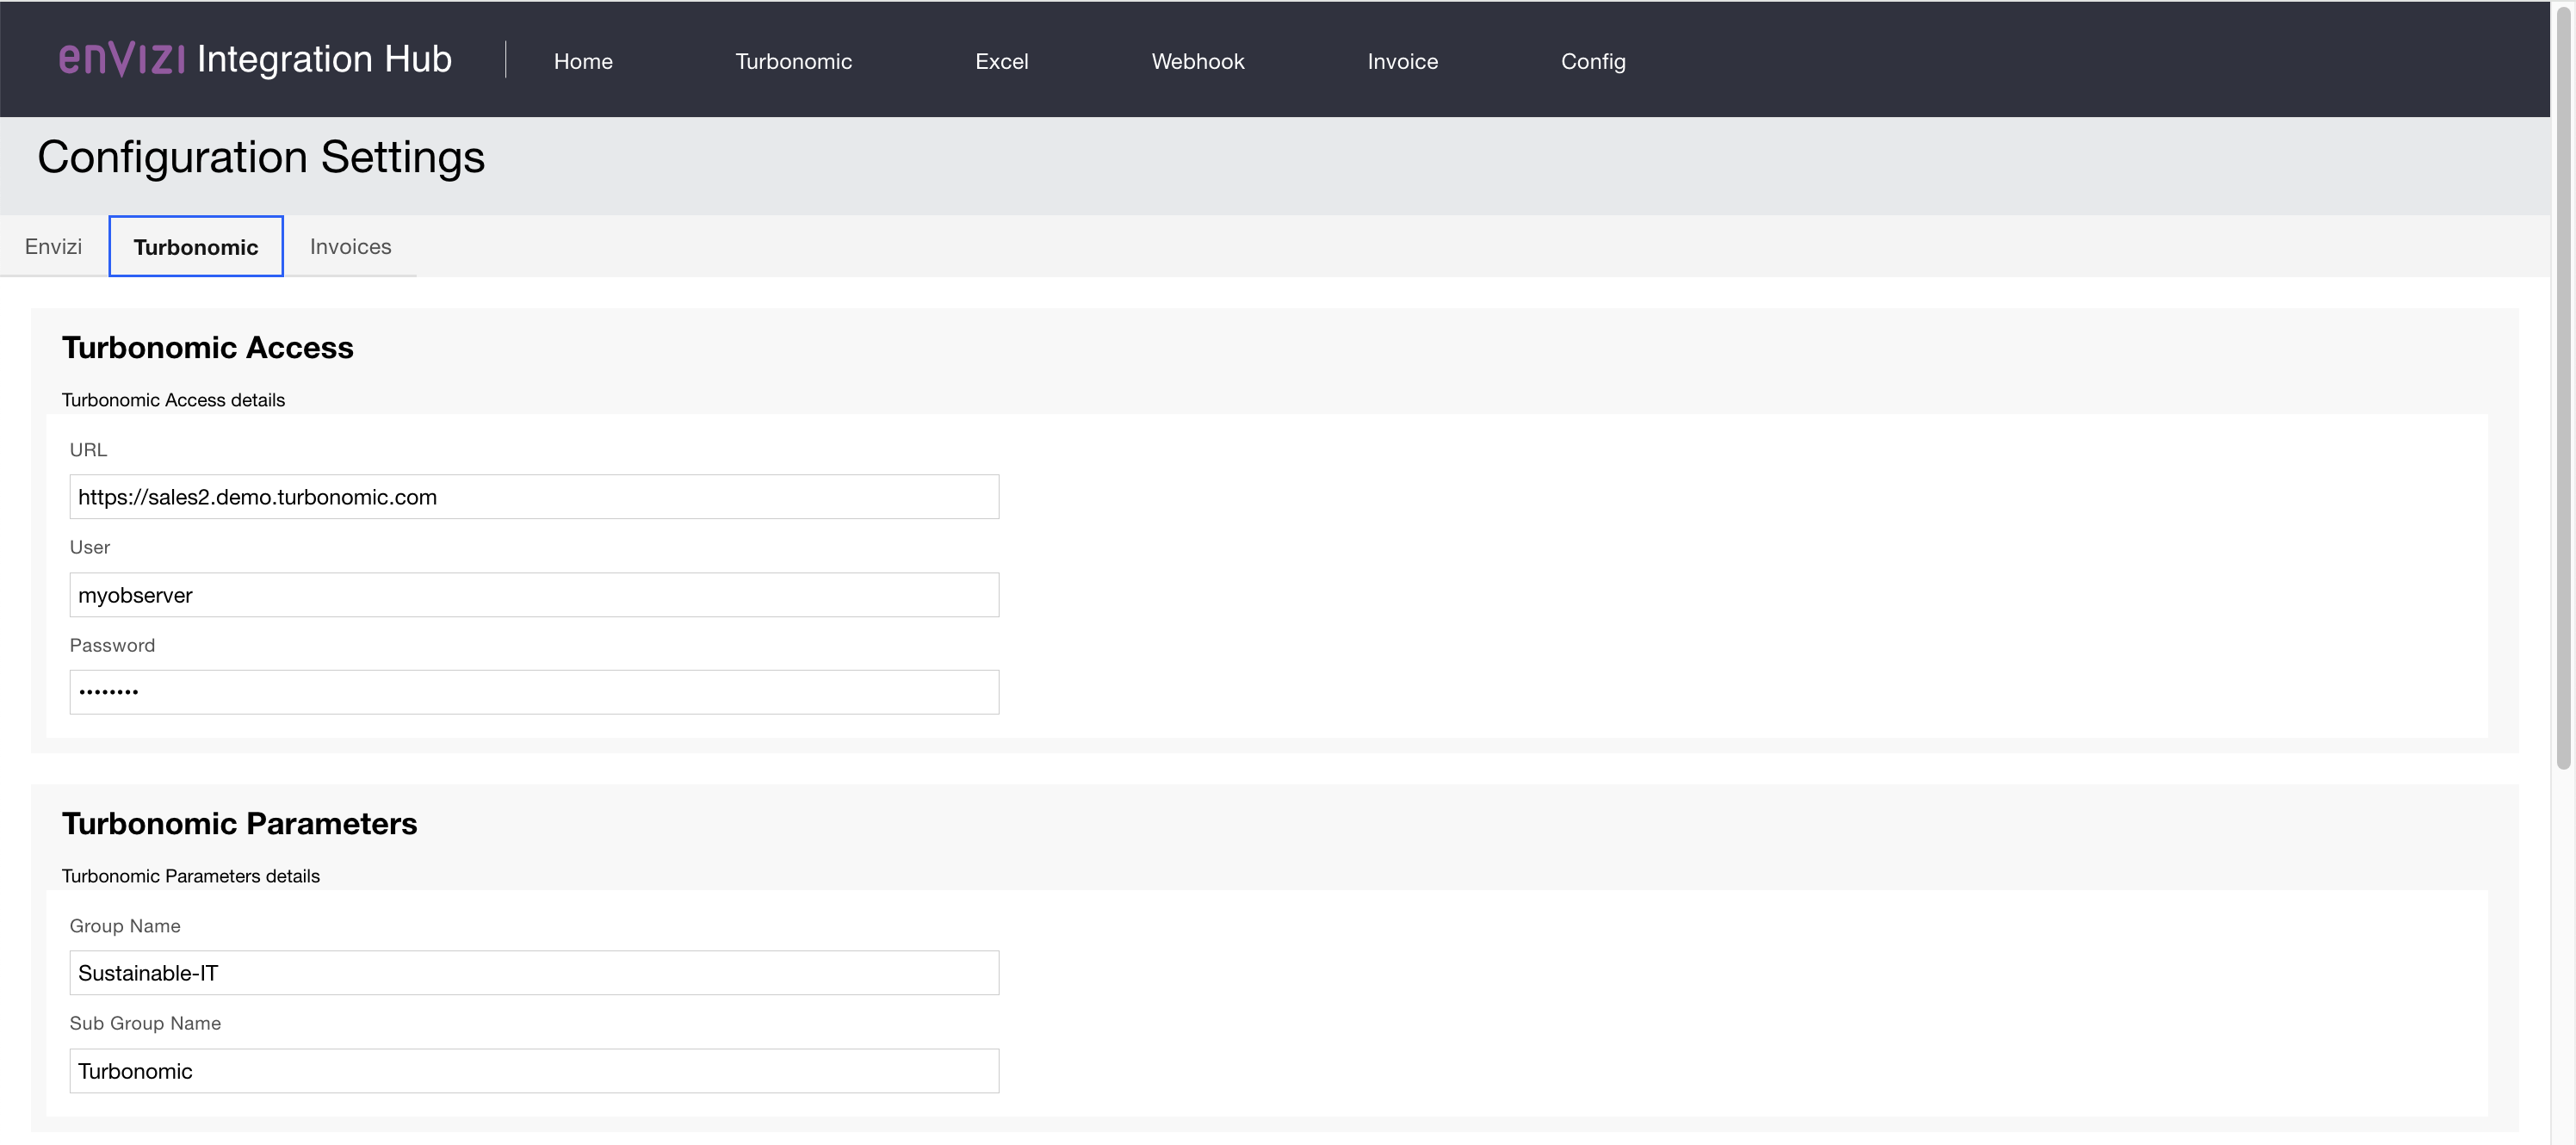 enVIZI Integration Hub Home Turbonomic Excel Webhook Invoice Config
Configuration Settings
Envizi Turbonomic Invoices
Turbonomic Access
Turbonomic Access details
URL
https://sales2.demo.turbonomic.com
User
myobserver
Password
••••••••
Turbonomic Parameters
Turbonomic Parameters details
Group Name
Sustainable-IT
Sub Group Name
Turbonomic